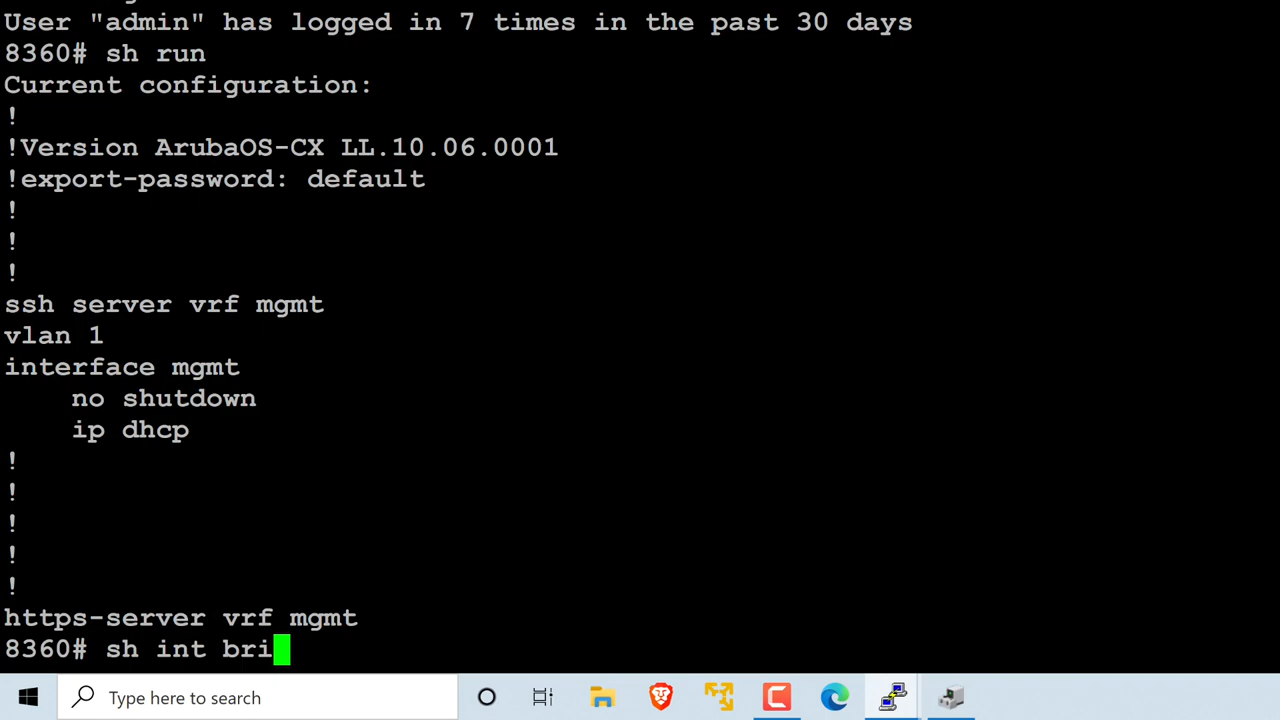 User "admin" has logged in 7 times in the past 30 days
8360# sh run
Current configuration:
!
!Version ArubaOS-CX LL.10.06.0001
!export-password: default
!
!
!
ssh server vrf mgmt
vlan 1
interface mgmt
    no shutdown
    ip dhcp
!
!
!
!
!
https-server vrf mgmt
8360# sh int bri
Type here to search